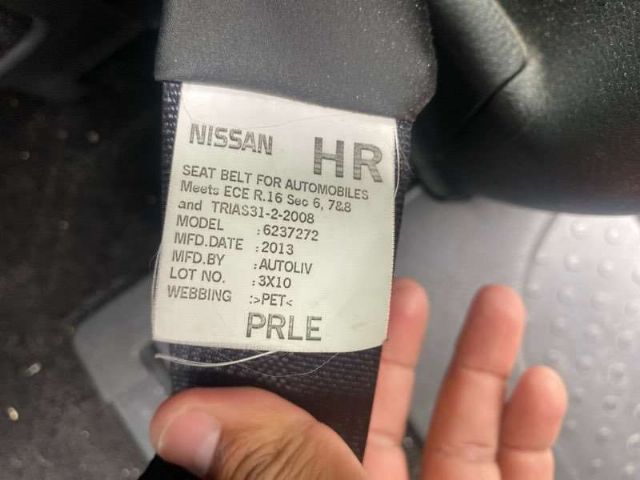 NISSAN HR
SEAT BELT FOR AUTOMOBILES
Meets ECE R.16 Sec 6, 7&8
and TRIAS31-2-2008
MODEL :6237272
MFD.DATE :2013
MFD.BY :AUTOLIV
LOT NO. :3X10
WEBBING :>PET<
PRLE